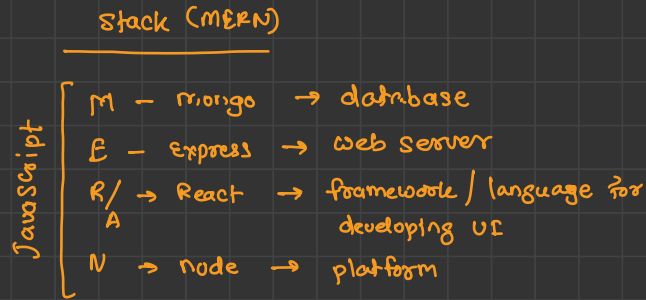 Stack (MERN)
JavaScript
M - mongo → database
E - Express → web server
R/ → React → framework / language for
A developing UI
N → node → platform